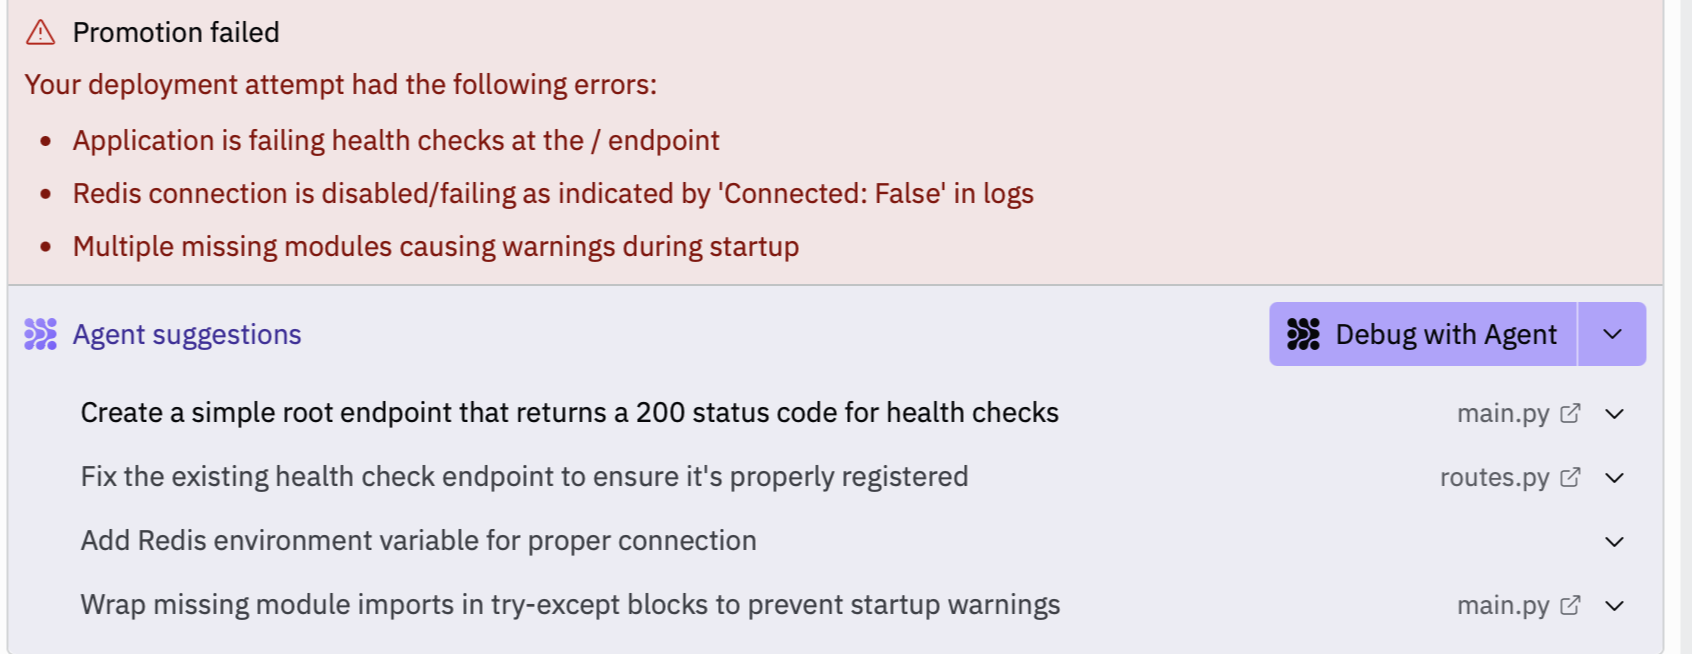 Promotion failed
Your deployment attempt had the following errors:
• Application is failing health checks at the / endpoint
• Redis connection is disabled/failing as indicated by 'Connected: False' in logs
• Multiple missing modules causing warnings during startup
Agent suggestions
Debug with Agent
Create a simple root endpoint that returns a 200 status code for health checks main.py
Fix the existing health check endpoint to ensure it's properly registered routes.py
Add Redis environment variable for proper connection
Wrap missing module imports in try-except blocks to prevent startup warnings main.py